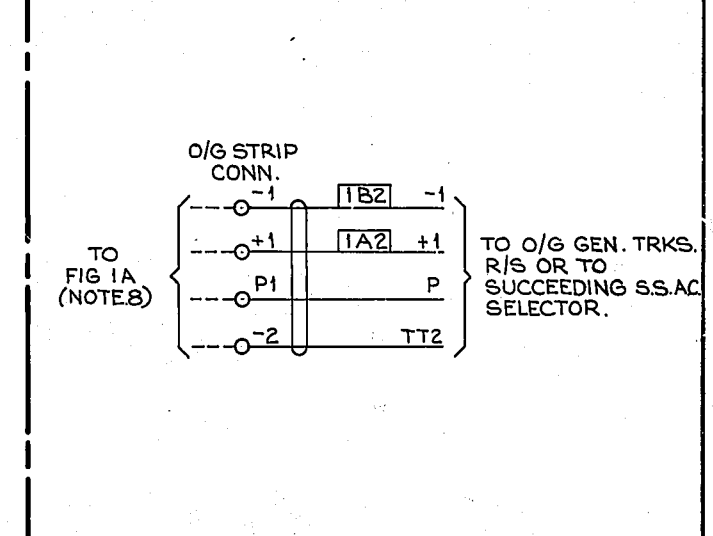 O/G STRIP
CONN.
-1 1B2 -1
+1 1A2 +1
P1 P
-2 TT2
TO
FIG 1A
(NOTE.8)
TO O/G GEN. TRKS.
R/S OR TO
SUCCEEDING S.S.AC
SELECTOR.